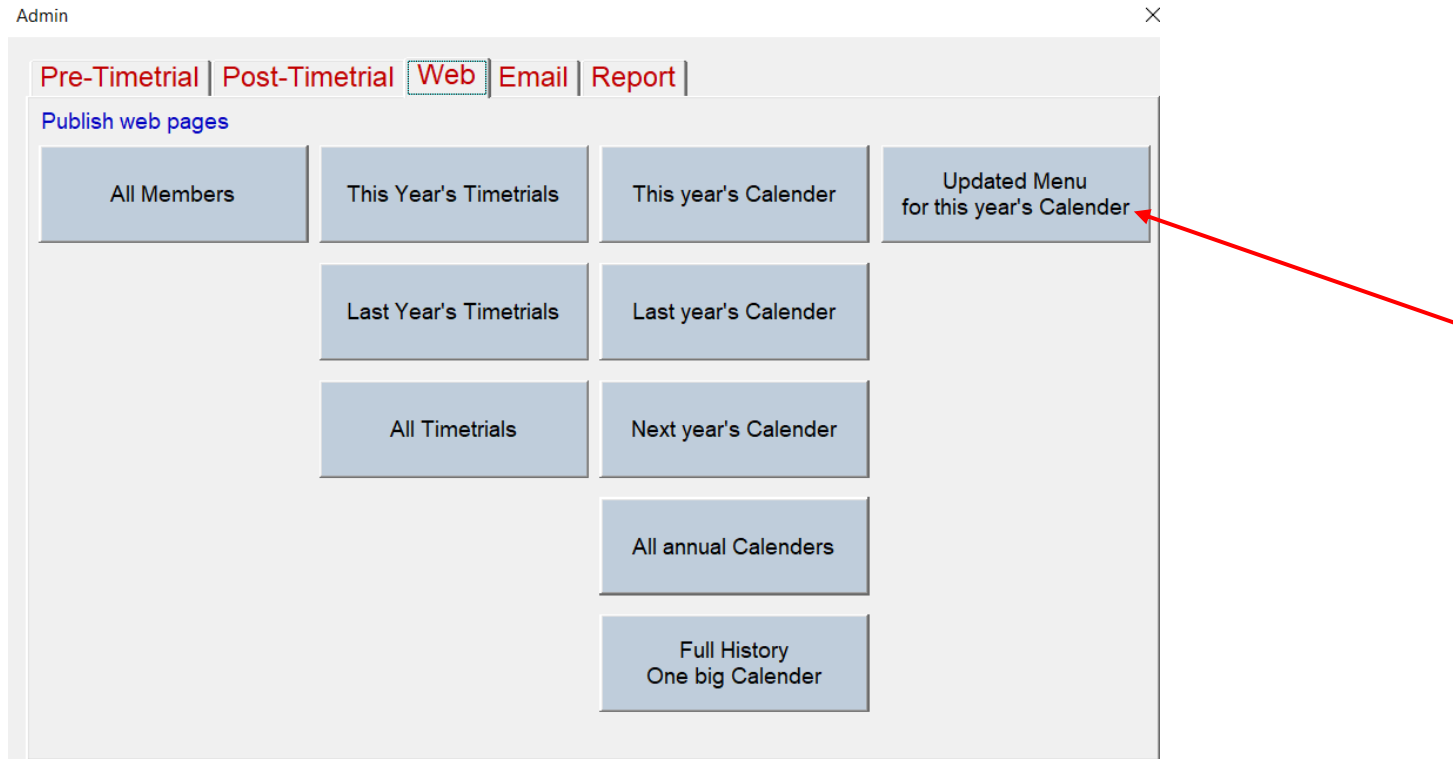 Admin
Pre-Timetrial Post-Timetrial Web Email Report
Publish web pages
All Members
This Year's Timetrials
This year's Calender
Updated Menu
for this year's Calender
Last Year's Timetrials
Last year's Calender
All Timetrials
Next year's Calender
All annual Calenders
Full History
One big Calender